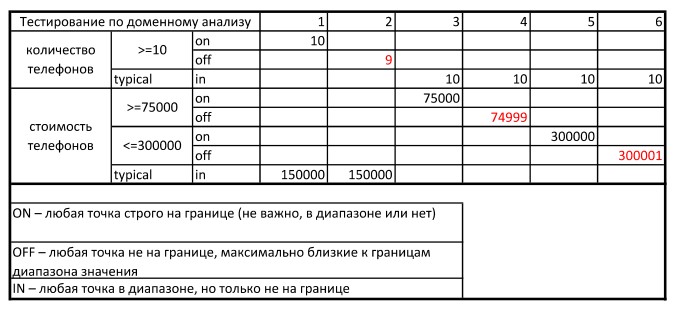 Тестирование по доменному анализу 1 2 3 4 5 6
количество телефонов >=10 on 10
off 9
typical in 10 10 10 10
стоимость телефонов >=75000 on 75000
off 74999
<=300000 on 300000
off 300001
typical in 150000 150000
ON – любая точка строго на границе (не важно, в диапазоне или нет)
OFF – любая точка не на границе, максимально близкие к границам
диапазона значения
IN – любая точка в диапазоне, но только не на границе